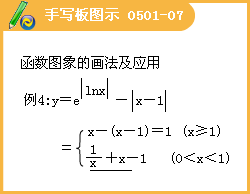 手写板图示 0501-07
函数图象的画法及应用
例4:y=e^|lnx|-|x-1|
={x-(x-1)=1 (x≥1)
1/x+x-1 (0<x<1)